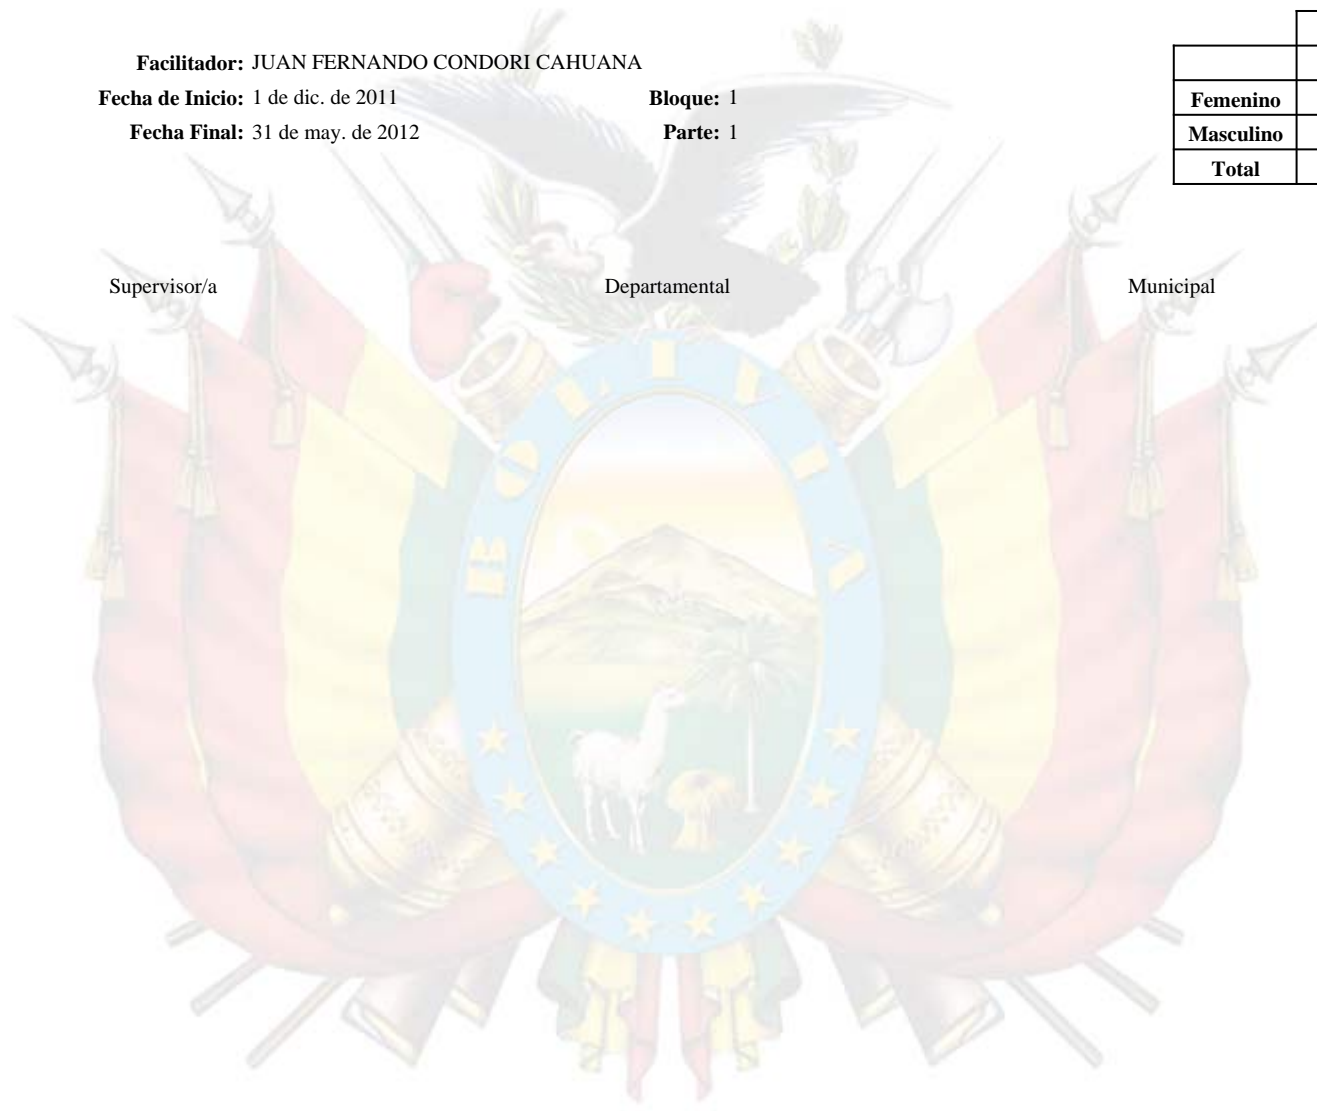 Facilitador: JUAN FERNANDO CONDORI CAHUANA
Fecha de Inicio: 1 de dic. de 2011 Bloque: 1
Fecha Final: 31 de may. de 2012 Parte: 1
Femenino
Masculino
Total
Supervisor/a Departamental Municipal
BOLIVIA